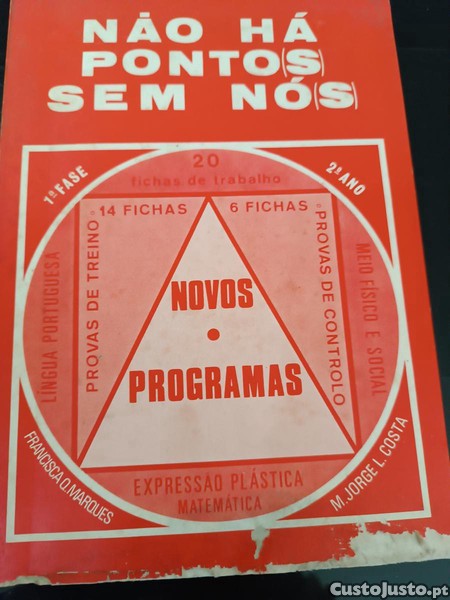 NÃO HÁ
PONTO(S)
SEM NÓ(S)
1ª FASE
20
fichas de trabalho
2º ANO
14 FICHAS
6 FICHAS
LÍNGUA PORTUGUESA
PROVAS DE TREINO
PROVAS DE CONTROLO
MEIO FÍSICO E SOCIAL
NOVOS
PROGRAMAS
EXPRESSÃO PLÁSTICA
MATEMÁTICA
FRANCISCA Q. MARQUES
M. JORGE L. COSTA
CustoJusto.pt